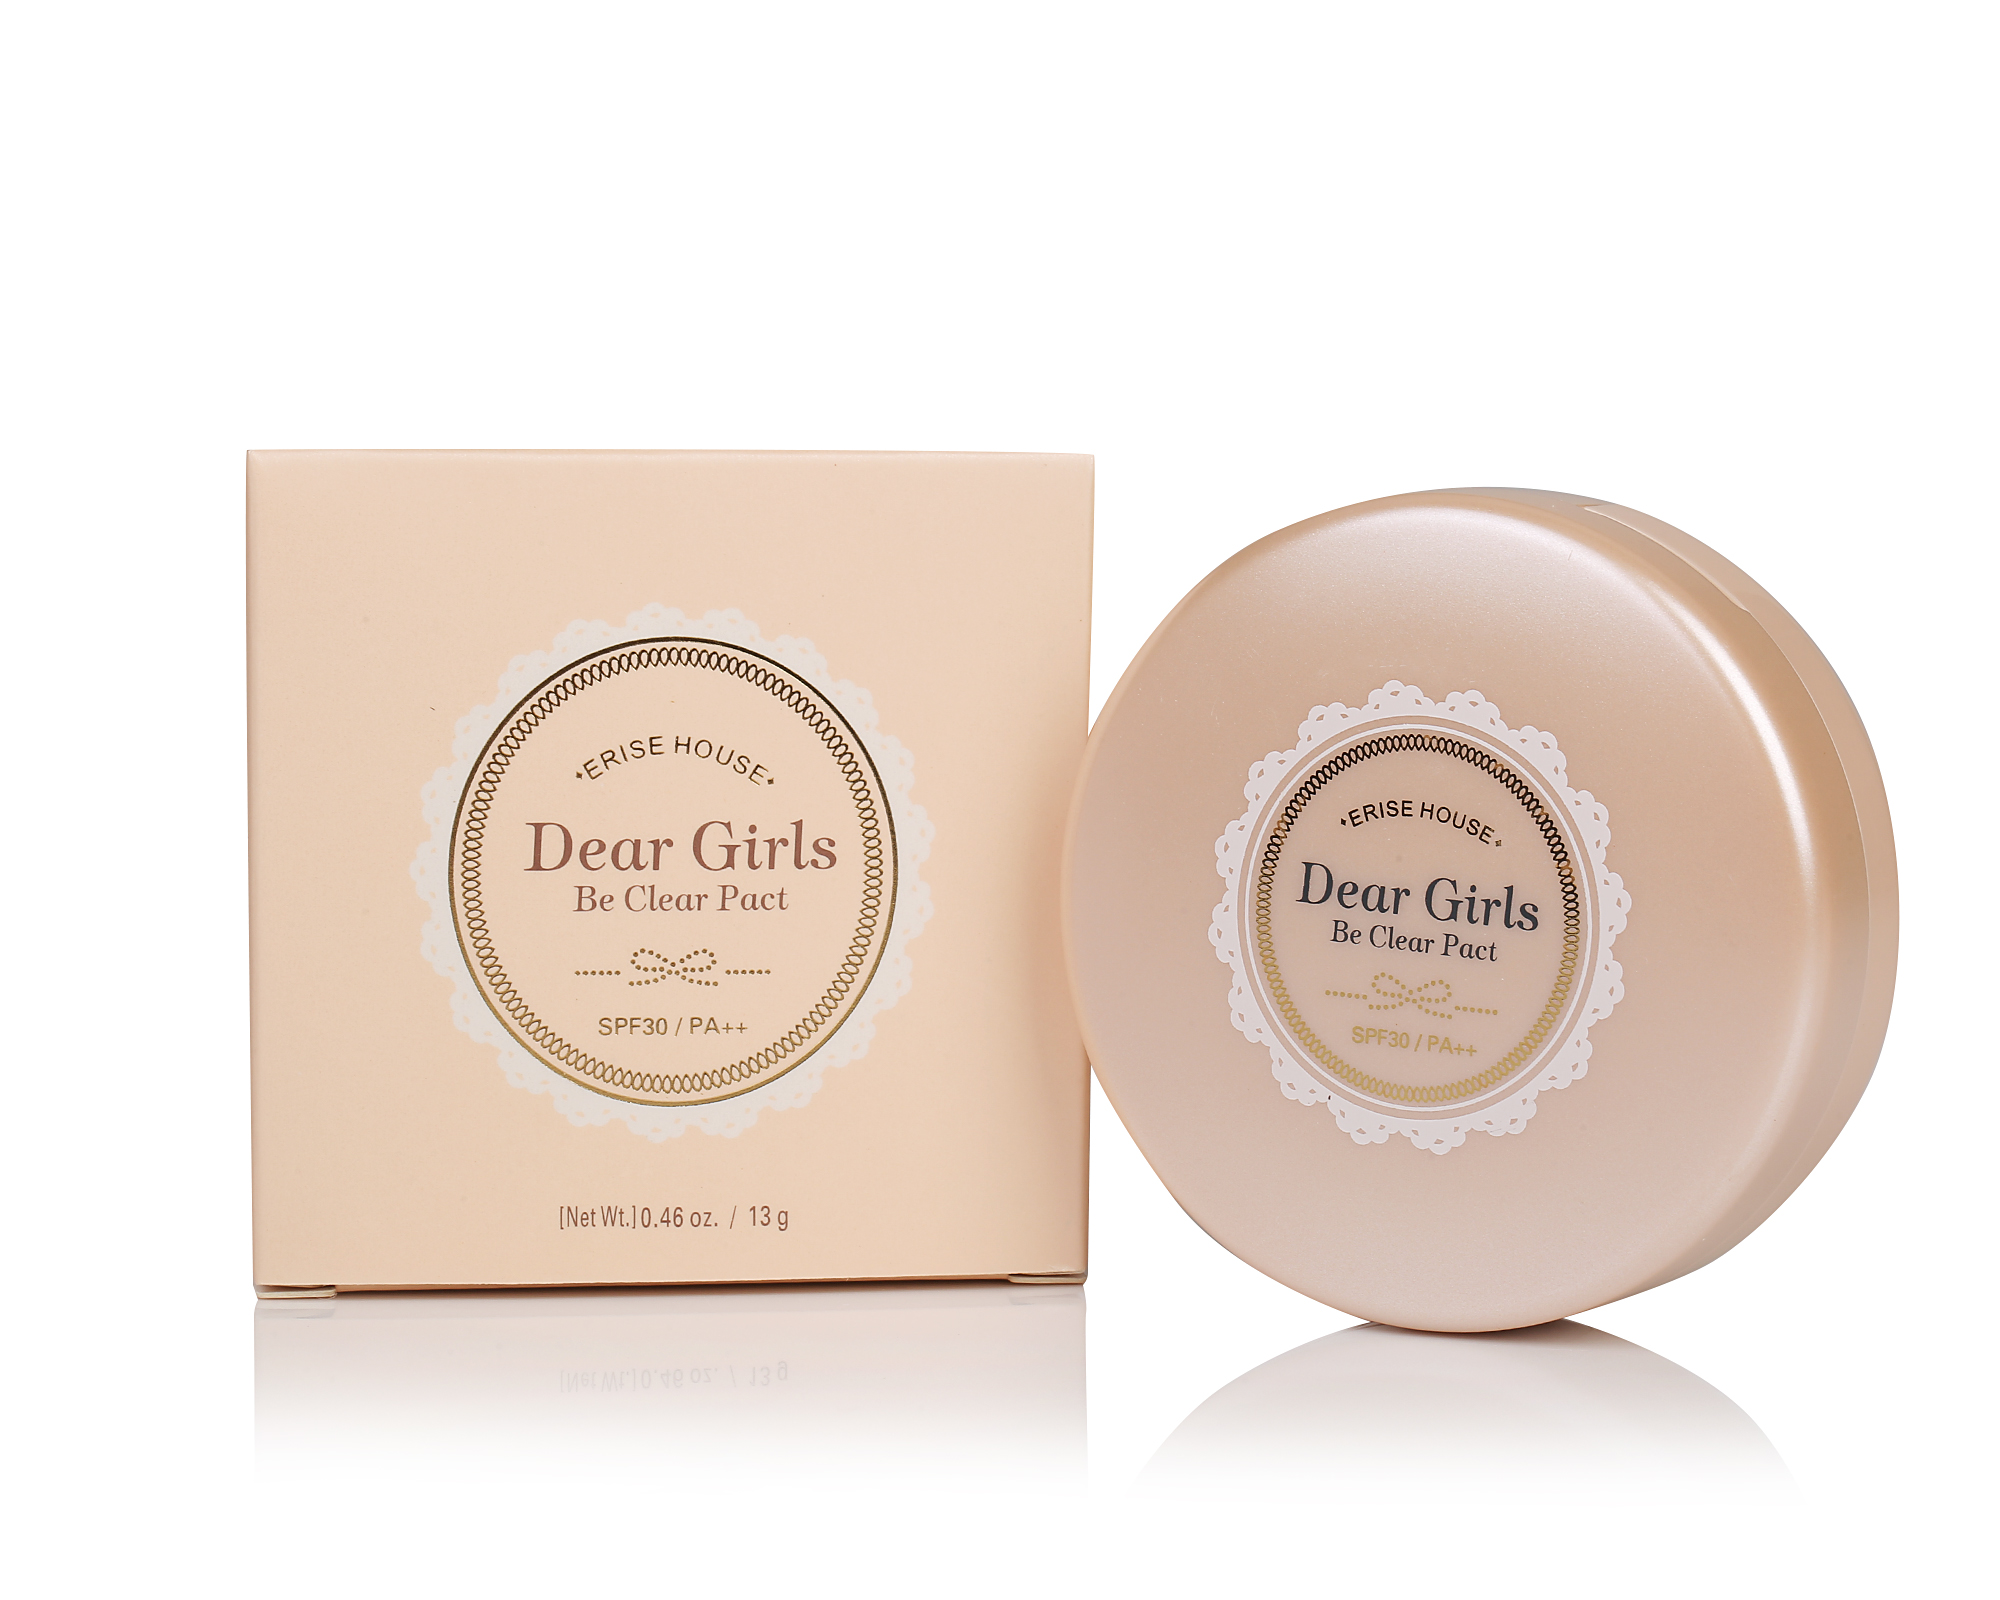 ERISE HOUSE
Dear Girls
Be Clear Pact
SPF30 / PA++
[Net Wt.] 0.46 oz. / 13 g
ERISE HOUSE
Dear Girls
Be Clear Pact
SPF30 / PA++